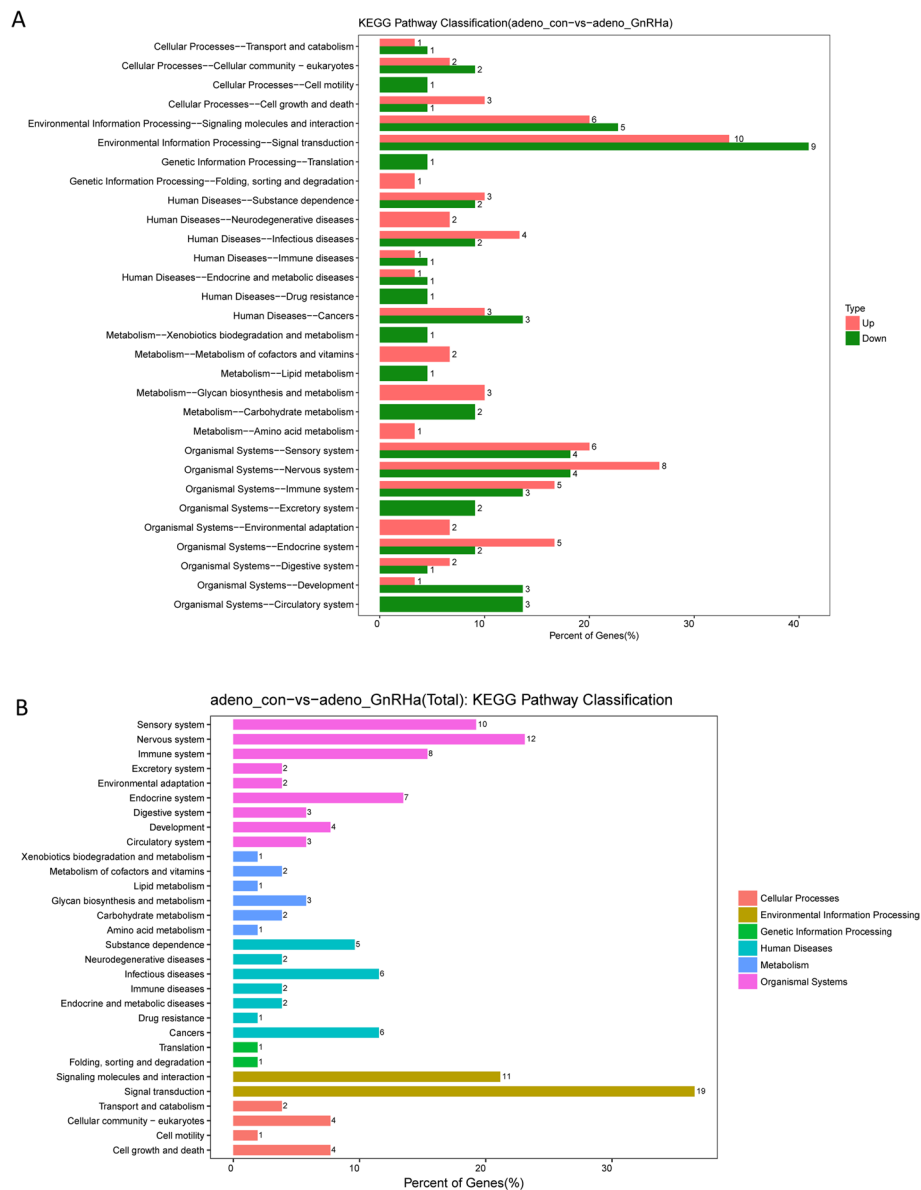 A
KEGG Pathway Classification(adeno_con-vs-adeno_GnRHa)
Cellular Processes--Transport and catabolism 1 1
Cellular Processes--Cellular community - eukaryotes 2 2
Cellular Processes--Cell motility 1
Cellular Processes--Cell growth and death 3 1
Environmental Information Processing--Signaling molecules and interaction 6 5
Environmental Information Processing--Signal transduction 10 9
Genetic Information Processing--Translation 1
Genetic Information Processing--Folding, sorting and degradation 1
Human Diseases--Substance dependence 3 2
Human Diseases--Neurodegenerative diseases 2
Human Diseases--Infectious diseases 4 2
Human Diseases--Immune diseases 1 1
Human Diseases--Endocrine and metabolic diseases 1 1
Human Diseases--Drug resistance 1
Human Diseases--Cancers 3 3
Metabolism--Xenobiotics biodegradation and metabolism 1
Metabolism--Metabolism of cofactors and vitamins 2
Metabolism--Lipid metabolism 1
Metabolism--Glycan biosynthesis and metabolism 3
Metabolism--Carbohydrate metabolism 2
Metabolism--Amino acid metabolism 1
Organismal Systems--Sensory system 6 4
Organismal Systems--Nervous system 8 4
Organismal Systems--Immune system 5 3
Organismal Systems--Excretory system 2
Organismal Systems--Environmental adaptation 2
Organismal Systems--Endocrine system 5 2
Organismal Systems--Digestive system 2 1
Organismal Systems--Development 1 3
Organismal Systems--Circulatory system 3
0 10 20 30 40
Percent of Genes(%)
Type
Up
Down
B
adeno_con-vs-adeno_GnRHa(Total): KEGG Pathway Classification
Sensory system 10
Nervous system 12
Immune system 8
Excretory system 2
Environmental adaptation 2
Endocrine system 7
Digestive system 3
Development 4
Circulatory system 3
Xenobiotics biodegradation and metabolism 1
Metabolism of cofactors and vitamins 2
Lipid metabolism 1
Glycan biosynthesis and metabolism 3
Carbohydrate metabolism 2
Amino acid metabolism 1
Substance dependence 5
Neurodegenerative diseases 2
Infectious diseases 6
Immune diseases 2
Endocrine and metabolic diseases 2
Drug resistance 1
Cancers 6
Translation 1
Folding, sorting and degradation 1
Signaling molecules and interaction 11
Signal transduction 19
Transport and catabolism 2
Cellular community - eukaryotes 4
Cell motility 1
Cell growth and death 4
0 10 20 30
Percent of Genes(%)
Cellular Processes
Environmental Information Processing
Genetic Information Processing
Human Diseases
Metabolism
Organismal Systems